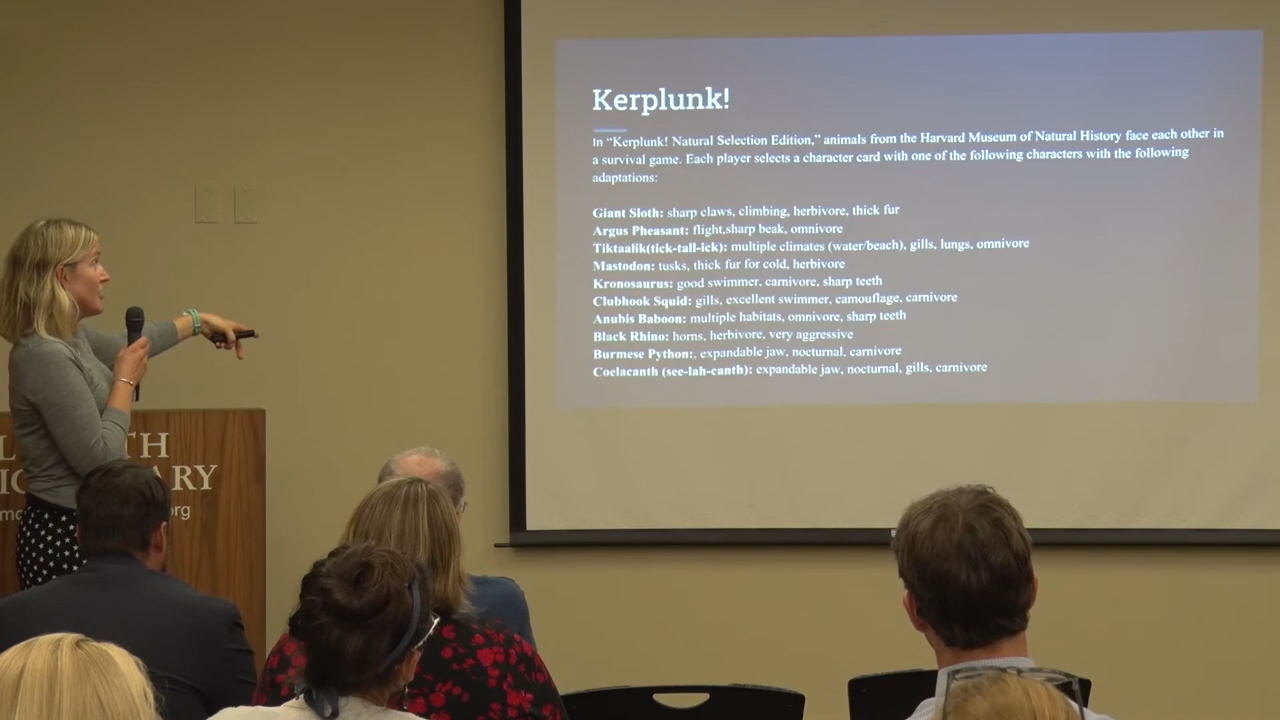 Kerplunk!
In “Kerplunk! Natural Selection Edition,” animals from the Harvard Museum of Natural History face each other in
a survival game. Each player selects a character card with one of the following characters with the following
adaptations:
Giant Sloth: sharp claws, climbing, herbivore, thick fur
Argus Pheasant: flight,sharp beak, omnivore
Tiktaalik(tick-tall-ick): multiple climates (water/beach), gills, lungs, omnivore
Mastodon: tusks, thick fur for cold, herbivore
Kronosaurus: good swimmer, carnivore, sharp teeth
Clubhook Squid: gills, excellent swimmer, camouflage, carnivore
Anubis Baboon: multiple habitats, omnivore, sharp teeth
Black Rhino: horns, herbivore, very aggressive
Burmese Python:, expandable jaw, nocturnal, carnivore
Coelacanth (see-lah-canth): expandable jaw, nocturnal, gills, carnivore